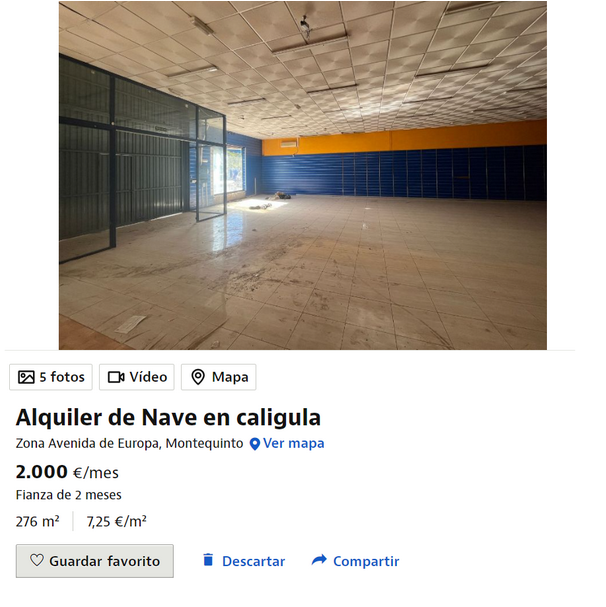 5 fotos
Vídeo
Mapa
Alquiler de Nave en caligula
Zona Avenida de Europa, Montequinto Ver mapa
2.000 €/mes
Fianza de 2 meses
276 m² 7,25 €/m²
Guardar favorito Descartar Compartir